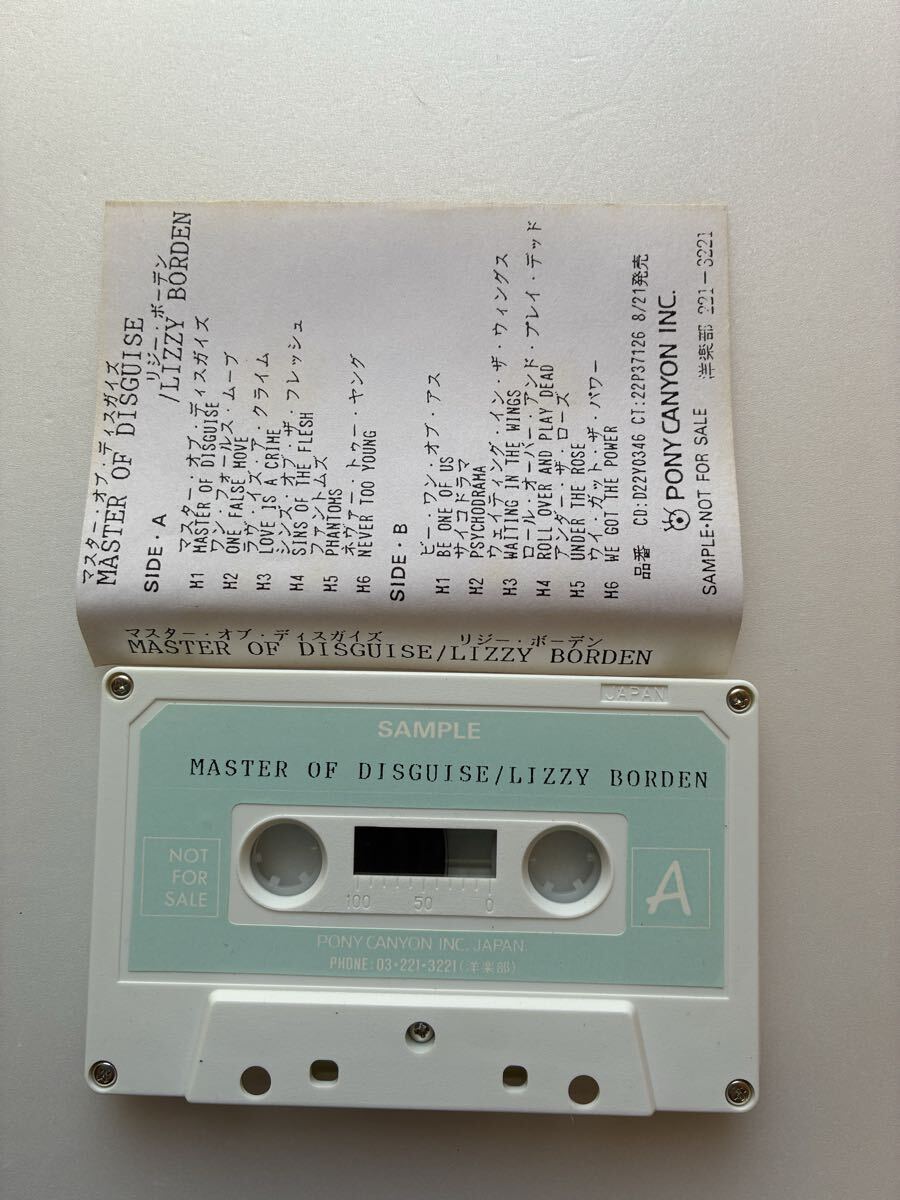 マスター・オブ・ディスガイズ
MASTER OF DISGUISE
リジー・ボーデン
/LIZZY BORDEN
SIDE・A
マスター・オブ・ディスガイズ
M1 MASTER OF DISGUISE
ワン・フォールス・ムーブ
M2 ONE FALSE MOVE
ラヴ・イズ・ア・クライム
M3 LOVE IS A CRIME
シンズ・オブ・ザ・フレッシュ
M4 SINS OF THE FLESH
ファントムズ
M5 PHANTOMS
ネヴァー・トゥー・ヤング
M6 NEVER TOO YOUNG
SIDE・B
ビー・ワン・オブ・アス
M1 BE ONE OF US
サイコドラマ
M2 PSYCHODRAMA
ウェイティング・イン・ザ・ウィングス
M3 WAITING IN THE WINGS
ロール・オーバー・アンド・プレイ・デッド
M4 ROLL OVER AND PLAY DEAD
アンダー・ザ・ローズ
M5 UNDER THE ROSE
ウイ・ガット・ザ・パワー
M6 WE GOT THE POWER
品番 CD:D22Y0346 CT:22P37126 8/21発売
PONY CANYON INC.
SAMPLE・NOT FOR SALE 洋楽部 221-3221
マスター・オブ・ディスガイズ リジー・ボーデン
MASTER OF DISGUISE/LIZZY BORDEN
JAPAN
SAMPLE
MASTER OF DISGUISE/LIZZY BORDEN
NOT
FOR
SALE
A
100 50 0
PONY CANYON INC. JAPAN.
PHONE:03・221・3221(洋楽部)